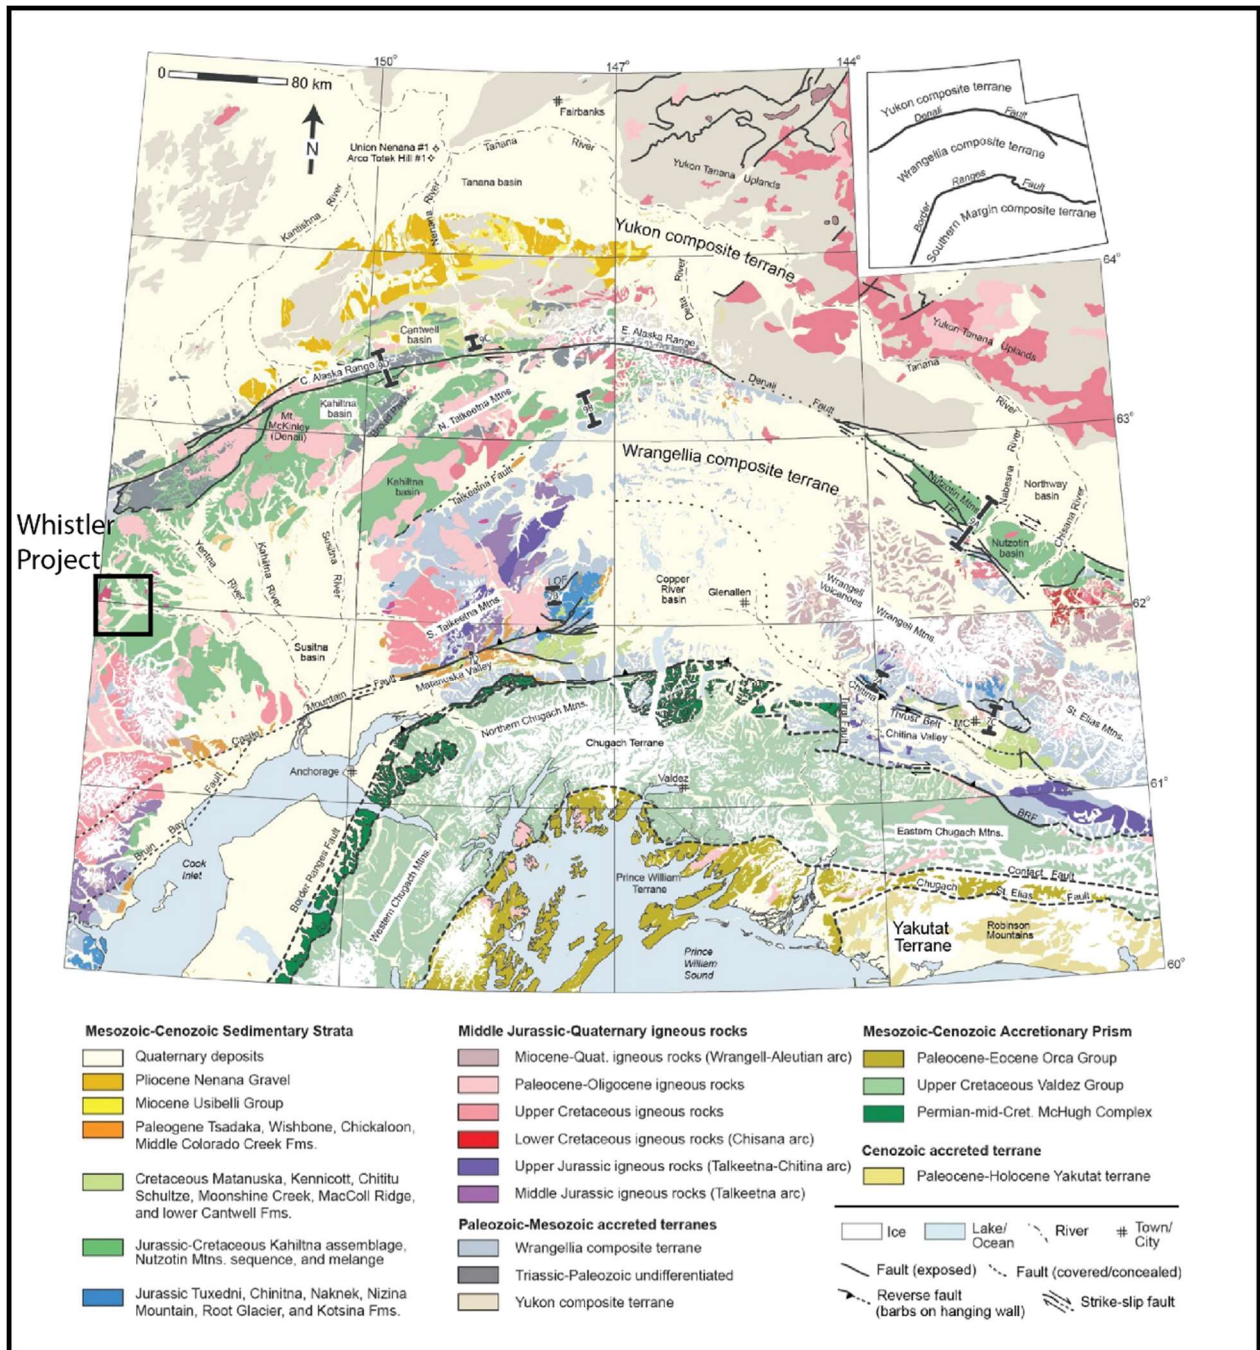 150°
147°
144°
0
80 km
N
Fairbanks
Union Nenana #1
Arco Totek Hill #1
Tanana
River
Tanana basin
Yukon Tanana Uplands
Kantishna River
Nenana River
Yukon composite terrane
Denali Fault
Wrangellia composite terrane
Border Ranges Fault
Southern Margin composite terrane
64°
Yukon composite terrane
Delta River
Cantwell basin
9C
E. Alaska Range
C. Alaska Range
9D
Yukon-Tanana Uplands
Tanana
River
Denali
Fault
Kahiltna basin
9B
N. Talkeetna Mtns.
Mt. McKinley (Denali)
63°
Wrangellia composite terrane
Kahiltna basin
Talkeetna Fault
Nabesna River
Northway basin
Chisana River
Nutzotin Mtns.
TF
9A
Nutzotin basin
Whistler
Project
Yentna River
Kahiltna River
Susitna River
LOF
Copper River basin
Glenallen
Wrangell Volcanoes
62°
S. Talkeetna Mtns.
Wrangell Mtns.
Susitna basin
Matanuska Valley
Castle Mountain Fault
Northern Chugach Mtns.
Chitina
Thrust Belt
MC
7C
Chitina Valley
St. Elias Mtns.
Chugach Terrane
Anchorage
Valdez
61°
Bruin Bay Fault
BRF
Eastern Chugach Mtns.
Cook Inlet
Border Ranges Fault
Western Chugach Mtns.
Prince William Terrane
Contact Fault
Chugach St. Elias Fault
Yakutat Terrane
Robinson Mountains
Prince William Sound
60°
Mesozoic-Cenozoic Sedimentary Strata
Quaternary deposits
Pliocene Nenana Gravel
Miocene Usibelli Group
Paleogene Tsadaka, Wishbone, Chickaloon,
Middle Colorado Creek Fms.
Cretaceous Matanuska, Kennicott, Chititu
Schultze, Moonshine Creek, MacColl Ridge,
and lower Cantwell Fms.
Jurassic-Cretaceous Kahiltna assemblage,
Nutzotin Mtns. sequence, and melange
Jurassic Tuxedni, Chinitna, Naknek, Nizina
Mountain, Root Glacier, and Kotsina Fms.
Middle Jurassic-Quaternary igneous rocks
Miocene-Quat. igneous rocks (Wrangell-Aleutian arc)
Paleocene-Oligocene igneous rocks
Upper Cretaceous igneous rocks
Lower Cretaceous igneous rocks (Chisana arc)
Upper Jurassic igneous rocks (Talkeetna-Chitina arc)
Middle Jurassic igneous rocks (Talkeetna arc)
Paleozoic-Mesozoic accreted terranes
Wrangellia composite terrane
Triassic-Paleozoic undifferentiated
Yukon composite terrane
Mesozoic-Cenozoic Accretionary Prism
Paleocene-Eocene Orca Group
Upper Cretaceous Valdez Group
Permian-mid-Cret. McHugh Complex
Cenozoic accreted terrane
Paleocene-Holocene Yakutat terrane
Ice
Lake/
Ocean
River
Town/
City
Fault (exposed)
Fault (covered/concealed)
Reverse fault
(barbs on hanging wall)
Strike-slip fault